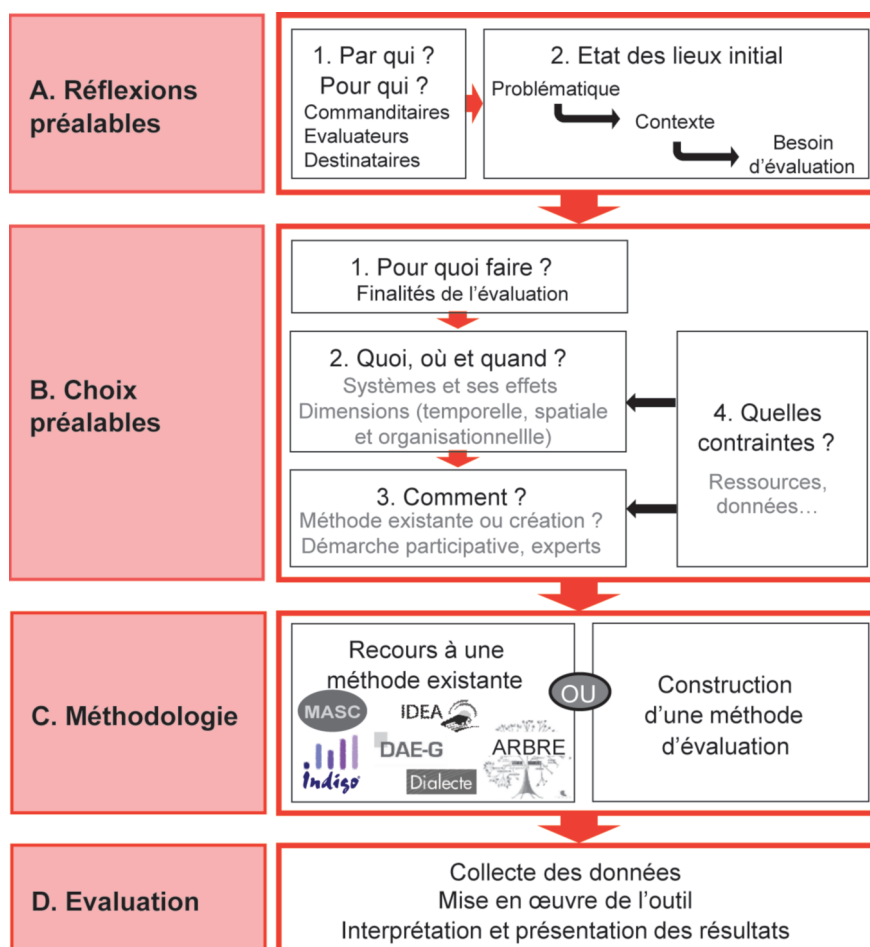 A. Réflexions
préalables
1. Par qui ?
Pour qui ?
Commanditaires
Evaluateurs
Destinataires
2. Etat des lieux initial
Problématique
Contexte
Besoin
d'évaluation
B. Choix
préalables
1. Pour quoi faire ?
Finalités de l'évaluation
2. Quoi, où et quand ?
Systèmes et ses effets
Dimensions (temporelle, spatiale
et organisationnellle)
3. Comment ?
Méthode existante ou création ?
Démarche participative, experts
4. Quelles
contraintes ?
Ressources,
données…
C. Méthodologie
Recours à une
méthode existante
MASC
IDEA
Indigo
DAE-G
Dialecte
ARBRE
OU
Construction
d'une méthode
d'évaluation
D. Evaluation
Collecte des données
Mise en œuvre de l'outil
Interprétation et présentation des résultats